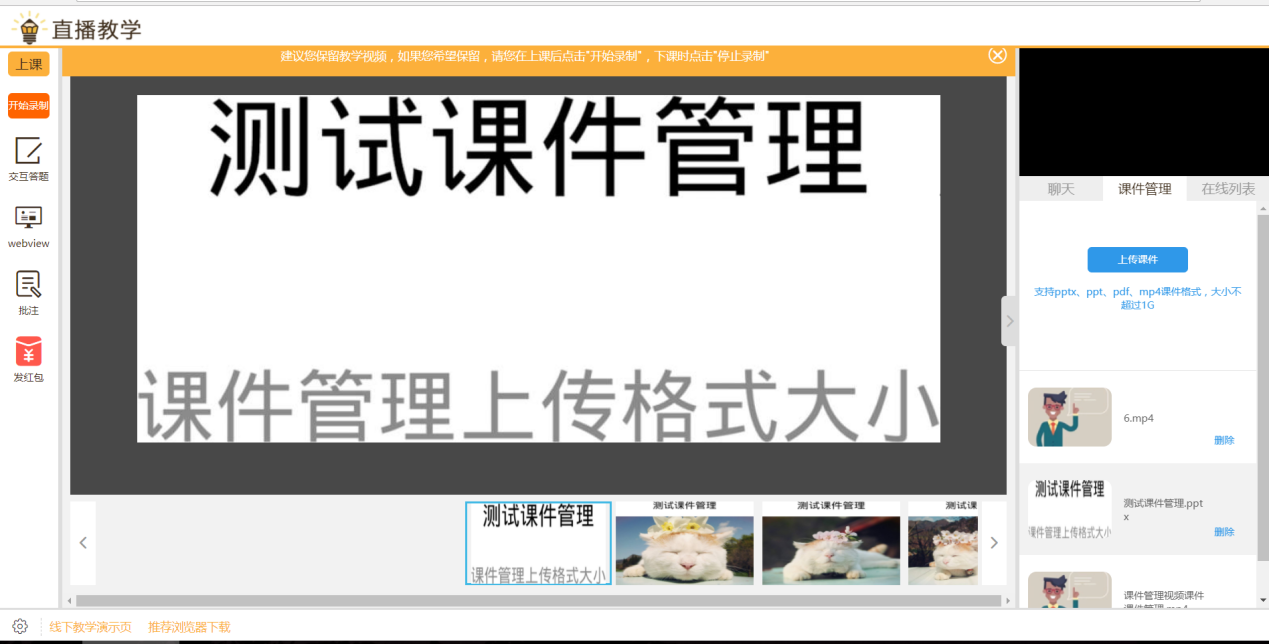 直播教学
上课
建议您保留教学视频，如果您希望保留，请您在上课后点击"开始录制"，下课时点击"停止录制"
开始录制
交互答题
webview
批注
发红包
测试课件管理
课件管理上传格式大小
测试课件管理
课件管理上传格式大小
测试课件管理
测试课件管理
测试课
聊天
课件管理
在线列表
上传课件
支持pptx、ppt、pdf、mp4课件格式，大小不
超过1G
6.mp4
删除
测试课件管理
课件管理上传格式大小
测试课件管理.ppt
x
删除
课件管理视频课件
课件管理.mp4
线下教学演示页
推荐浏览器下载